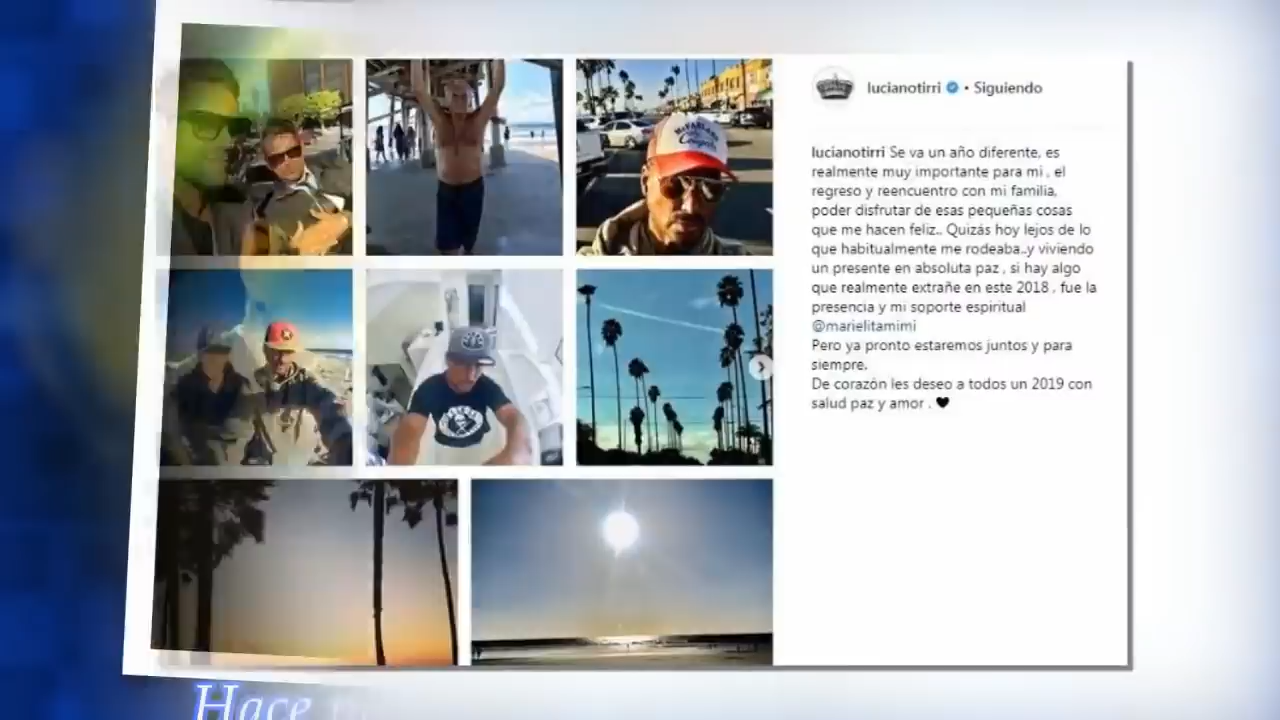 lucianotirri • Siguiendo
lucianotirri Se va un año diferente, es
realmente muy importante para mi , el
regreso y reencuentro con mi familia,
poder disfrutar de esas pequeñas cosas
que me hacen feliz.. Quizás hoy lejos de lo
que habitualmente me rodeaba..y viviendo
un presente en absoluta paz , si hay algo
que realmente extrañe en este 2018 , fue la
presencia y mi soporte espiritual
@marielitamimi
Pero ya pronto estaremos juntos y para
siempre.
De corazón les deseo a todos un 2019 con
salud paz y amor . 🖤
Hace